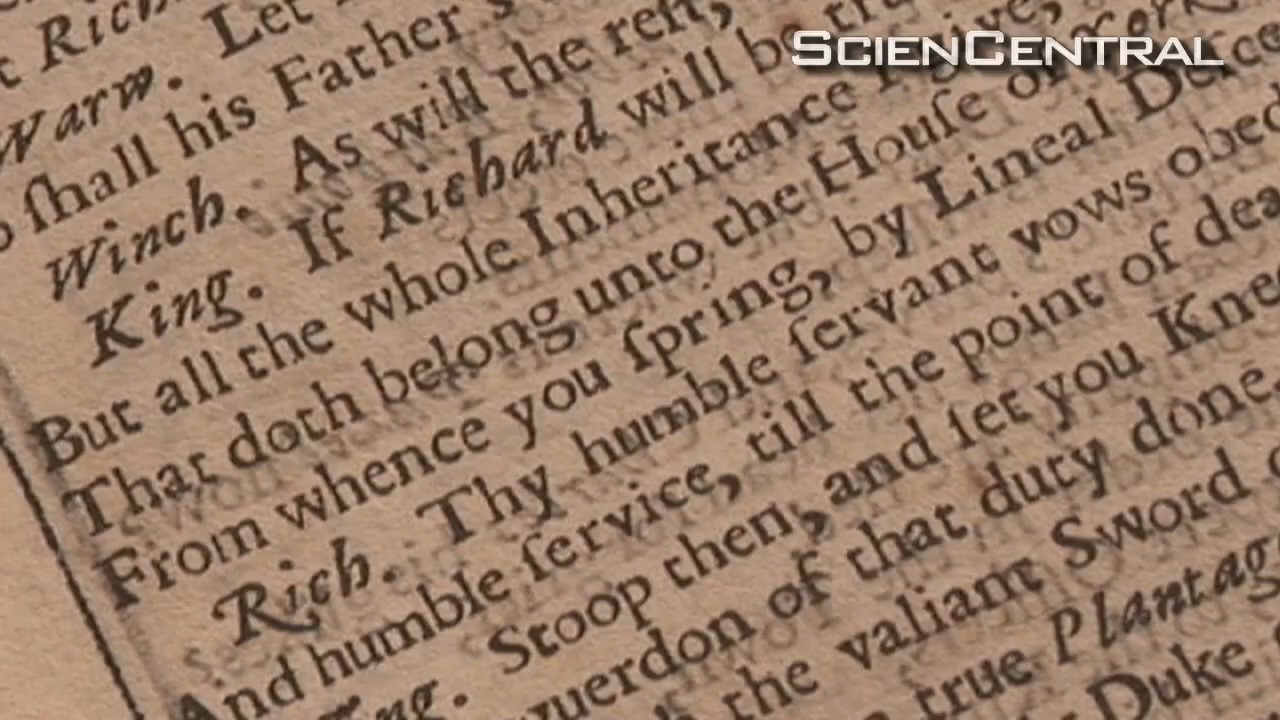 SCIENCENTRAL
Rich
Warw. Let
ſhall his Father's
Winch. As will the reſt,
King. If Richard will be
But all the whole Inheritance I give,
That doth belong unto the Houſe of York
From whence you ſpring, by Lineal
Rich. Thy humble ſervant vows
And humble ſervice, till the point of
Stoop then, and ſet you
of that duty done
the valiant Sword
true
Duke